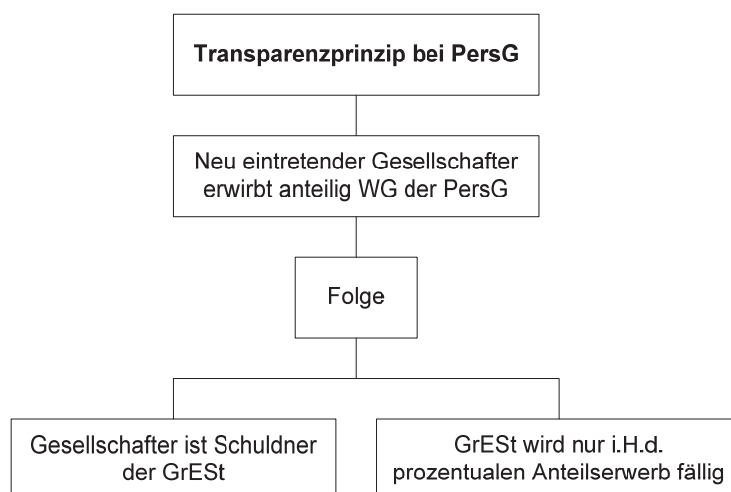 Transparenzprinzip bei PersG
Neu eintretender Gesellschafter
erwirbt anteilig WG der PersG
Folge
Gesellschafter ist Schuldner
der GrESt
GrESt wird nur i.H.d.
prozentualen Anteilserwerb fällig